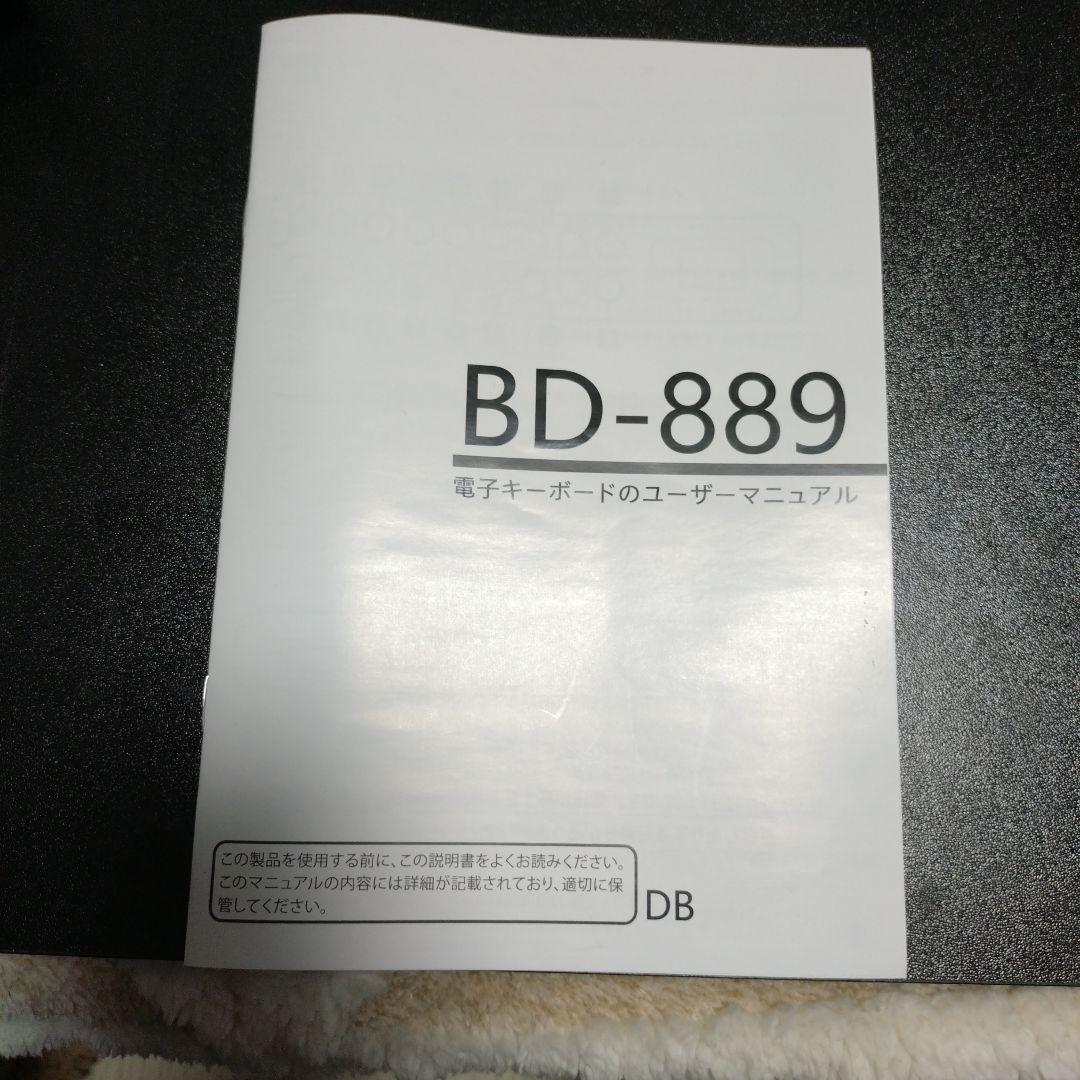 BD-889
電子キーボードのユーザーマニュアル
この製品を使用する前に、この説明書をよくお読みください。
このマニュアルの内容には詳細が記載されており、適切に保
管してください。
DB